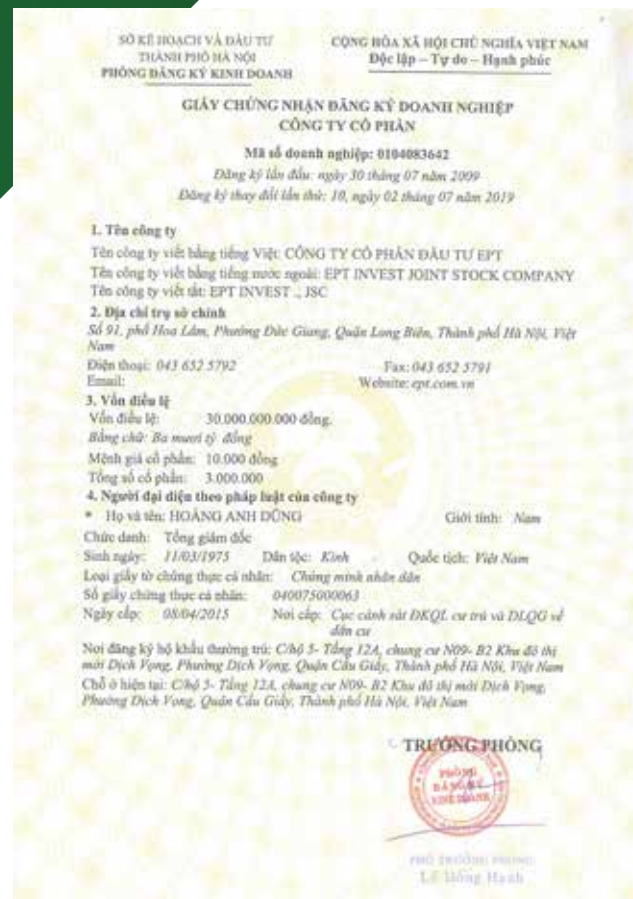 SỞ KẾ HOẠCH VÀ ĐẦU TƯ
THÀNH PHỐ HÀ NỘI
PHÒNG ĐĂNG KÝ KINH DOANH
CỘNG HÒA XÃ HỘI CHỦ NGHĨA VIỆT NAM
Độc lập – Tự do – Hạnh phúc
GIẤY CHỨNG NHẬN ĐĂNG KÝ DOANH NGHIỆP
CÔNG TY CỔ PHẦN
Mã số doanh nghiệp: 0104083642
Đăng ký lần đầu: ngày 30 tháng 07 năm 2009
Đăng ký thay đổi lần thứ: 10, ngày 02 tháng 07 năm 2019
1. Tên công ty
Tên công ty viết bằng tiếng Việt: CÔNG TY CỔ PHẦN ĐẦU TƯ EPT
Tên công ty viết bằng tiếng nước ngoài: EPT INVEST JOINT STOCK COMPANY
Tên công ty viết tắt: EPT INVEST ., JSC
2. Địa chỉ trụ sở chính
Số 91, phố Hoa Lâm, Phường Đức Giang, Quận Long Biên, Thành phố Hà Nội, Việt
Nam
Điện thoại: 043 652 5792 Fax: 043 652 5791
Email: Website: ept.com.vn
3. Vốn điều lệ
Vốn điều lệ: 30.000.000.000 đồng.
Bằng chữ: Ba mươi tỷ đồng
Mệnh giá cổ phần: 10.000 đồng
Tổng số cổ phần: 3.000.000
4. Người đại diện theo pháp luật của công ty
* Họ và tên: HOÀNG ANH DŨNG Giới tính: Nam
Chức danh: Tổng giám đốc
Sinh ngày: 11/03/1975 Dân tộc: Kinh Quốc tịch: Việt Nam
Loại giấy tờ chứng thực cá nhân: Chứng minh nhân dân
Số giấy chứng thực cá nhân: 040075000063
Ngày cấp: 08/04/2015 Nơi cấp: Cục cảnh sát ĐKQL cư trú và DLQG về
dân cư
Nơi đăng ký hộ khẩu thường trú: C/hộ 5- Tầng 12A, chung cư N09- B2 Khu đô thị
mới Dịch Vọng, Phường Dịch Vọng, Quận Cầu Giấy, Thành phố Hà Nội, Việt Nam
Chỗ ở hiện tại: C/hộ 5- Tầng 12A, chung cư N09- B2 Khu đô thị mới Dịch Vọng,
Phường Dịch Vọng, Quận Cầu Giấy, Thành phố Hà Nội, Việt Nam
TRƯỞNG PHÒNG
PHÒNG
ĐĂNG KÝ
KINH DOANH
PHÓ TRƯỞNG PHÒNG
Lê Hồng Hạnh